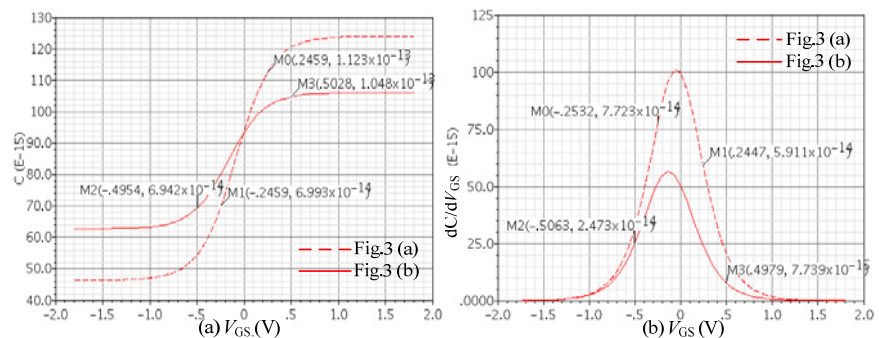 130
120
110
100
90.0
80.0
70.0
60.0
50.0
40.0
C (E-15)
M0(.2459, 1.123x10-13)
M3(.5028, 1.048x10-13)
M2(-.4954, 6.942x10-14)
M1(-.2459, 6.993x10-14)
Fig.3 (a)
Fig.3 (b)
-2.0 -1.5 -1.0 -.5 0 .5 1.0 1.5 2.0
(a) VGS (V)
125
100
75.0
50.0
25.0
.0000
dC/dVGS (E-15)
Fig.3 (a)
Fig.3 (b)
M0(-.2532, 7.723x10-14)
M1(.2447, 5.911x10-14)
M2(-.5063, 2.473x10-14)
M3(.4979, 7.739x10-15)
-2.0 -1.5 -1.0 -.5 0 .5 1.0 1.5 2.0
(b) VGS (V)